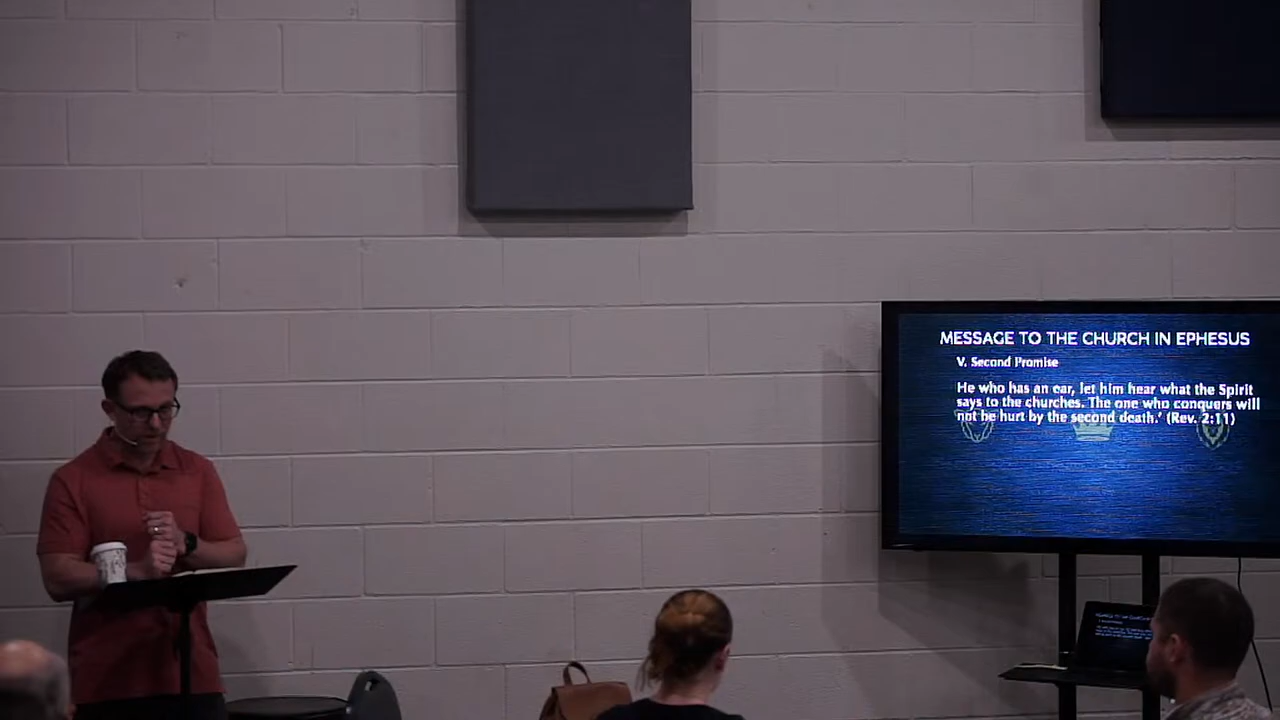 MESSAGE TO THE CHURCH IN EPHESUS
V. Second Promise
He who has an ear, let him hear what the Spirit
says to the churches. The one who conquers will
not be hurt by the second death.' (Rev. 2:11)